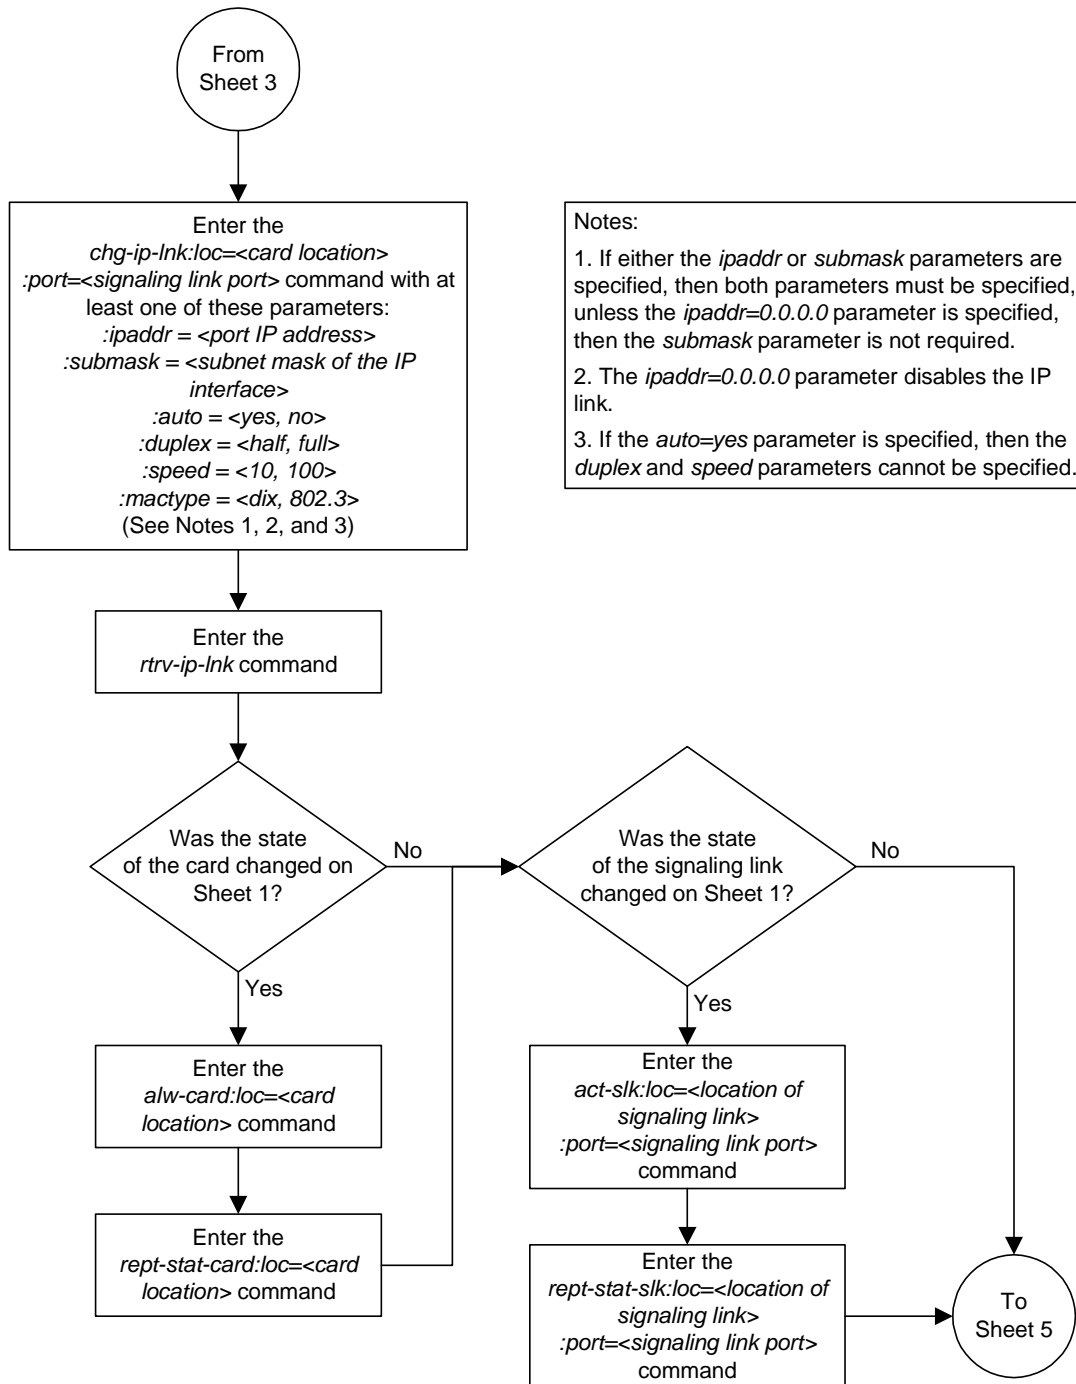 From
Sheet 3
Enter the
chg-ip-lnk:loc=<card location>
:port=<signaling link port> command with at
least one of these parameters:
:ipaddr = <port IP address>
:submask = <subnet mask of the IP
interface>
:auto = <yes, no>
:duplex = <half, full>
:speed = <10, 100>
:mactype = <dix, 802.3>
(See Notes 1, 2, and 3)
Notes:
1. If either the ipaddr or submask parameters are
specified, then both parameters must be specified,
unless the ipaddr=0.0.0.0 parameter is specified,
then the submask parameter is not required.
2. The ipaddr=0.0.0.0 parameter disables the IP
link.
3. If the auto=yes parameter is specified, then the
duplex and speed parameters cannot be specified.
Enter the
rtrv-ip-lnk command
Was the state
of the card changed on
Sheet 1?
No
Yes
Was the state
of the signaling link
changed on Sheet 1?
No
Yes
Enter the
alw-card:loc=<card
location> command
Enter the
rept-stat-card:loc=<card
location> command
Enter the
act-slk:loc=<location of
signaling link>
:port=<signaling link port>
command
Enter the
rept-stat-slk:loc=<location of
signaling link>
:port=<signaling link port>
command
To
Sheet 5